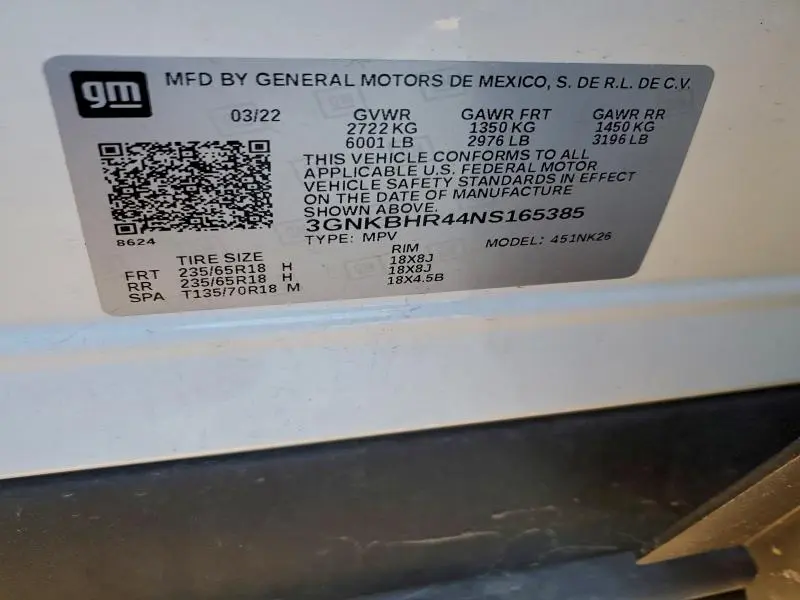 gm
MFD BY GENERAL MOTORS DE MEXICO, S. DE R.L. DE C.V.
03/22 GVWR GAWR FRT GAWR RR
2722 KG 1350 KG 1450 KG
6001 LB 2976 LB 3196 LB
THIS VEHICLE CONFORMS TO ALL
APPLICABLE U.S. FEDERAL MOTOR
VEHICLE SAFETY STANDARDS IN EFFECT
ON THE DATE OF MANUFACTURE
SHOWN ABOVE.
3GNKBHR44NS165385
8624 TYPE: MPV MODEL: 451NK26
TIRE SIZE RIM
FRT 235/65R18 H 18X8J
RR 235/65R18 H 18X8J
SPA T135/70R18 M 18X4.5B